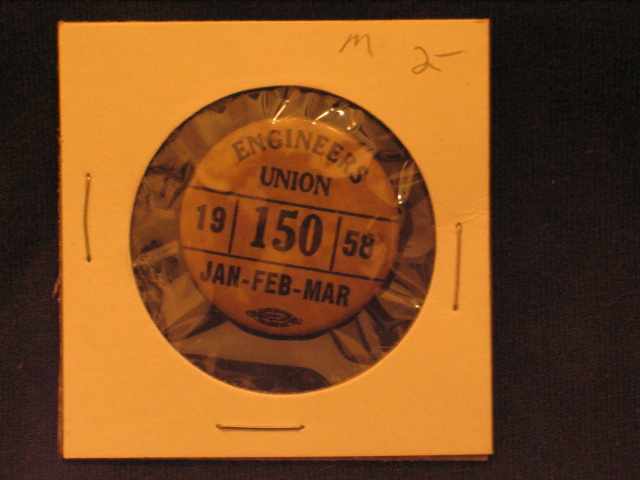 M 2-
ENGINEERS
UNION
19 150 58
JAN-FEB-MAR